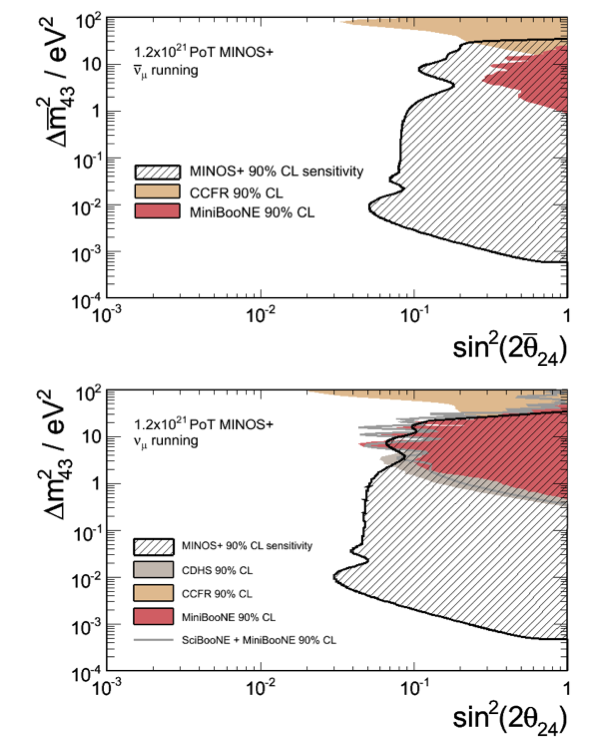 10²
10
1
10⁻¹
10⁻²
10⁻³
10⁻⁴
Δm̅²₄₃ / eV²
1.2x10²¹ PoT MINOS+
ν̅μ running
MINOS+ 90% CL sensitivity
CCFR 90% CL
MiniBooNE 90% CL
10⁻³ 10⁻² 10⁻¹ 1
sin²(2θ̅₂₄)
10²
10
1
10⁻¹
10⁻²
10⁻³
10⁻⁴
Δm²₄₃ / eV²
1.2x10²¹ PoT MINOS+
νμ running
MINOS+ 90% CL sensitivity
CDHS 90% CL
CCFR 90% CL
MiniBooNE 90% CL
SciBooNE + MiniBooNE 90% CL
10⁻³ 10⁻² 10⁻¹ 1
sin²(2θ₂₄)